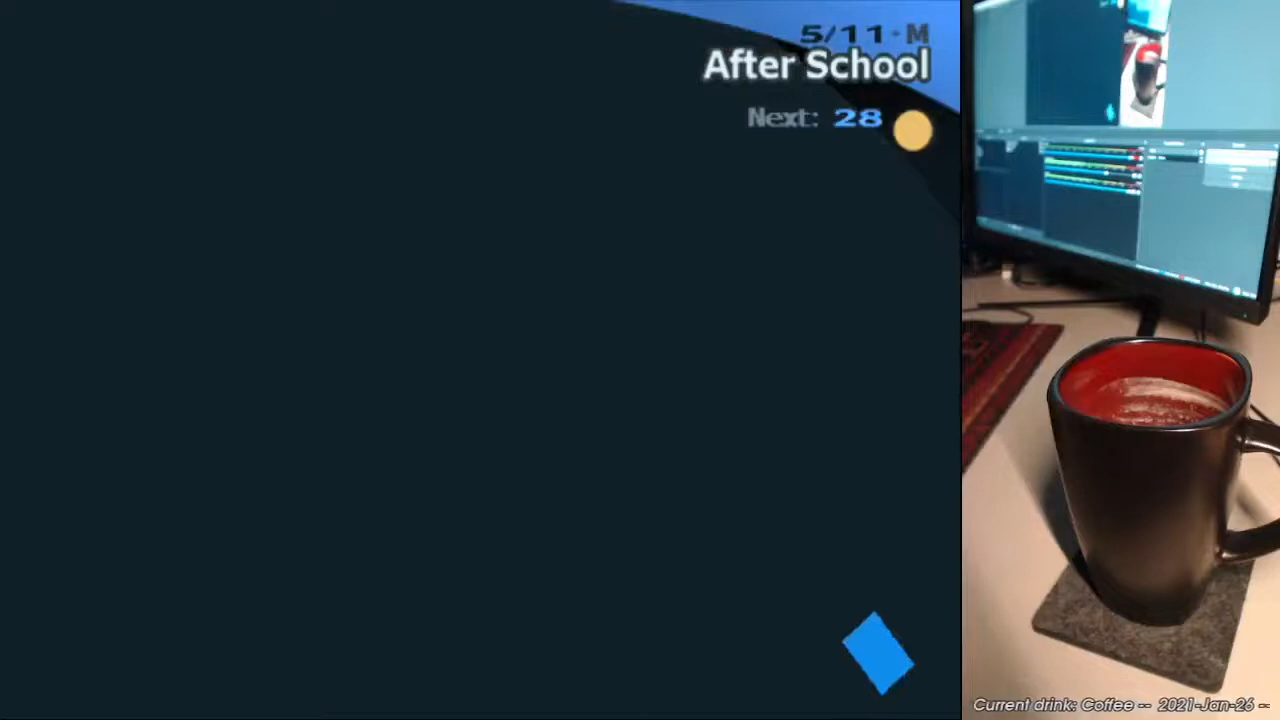 5/11・M
After School
Next: 28
Current drink: Coffee -- 2021-Jan-26 --